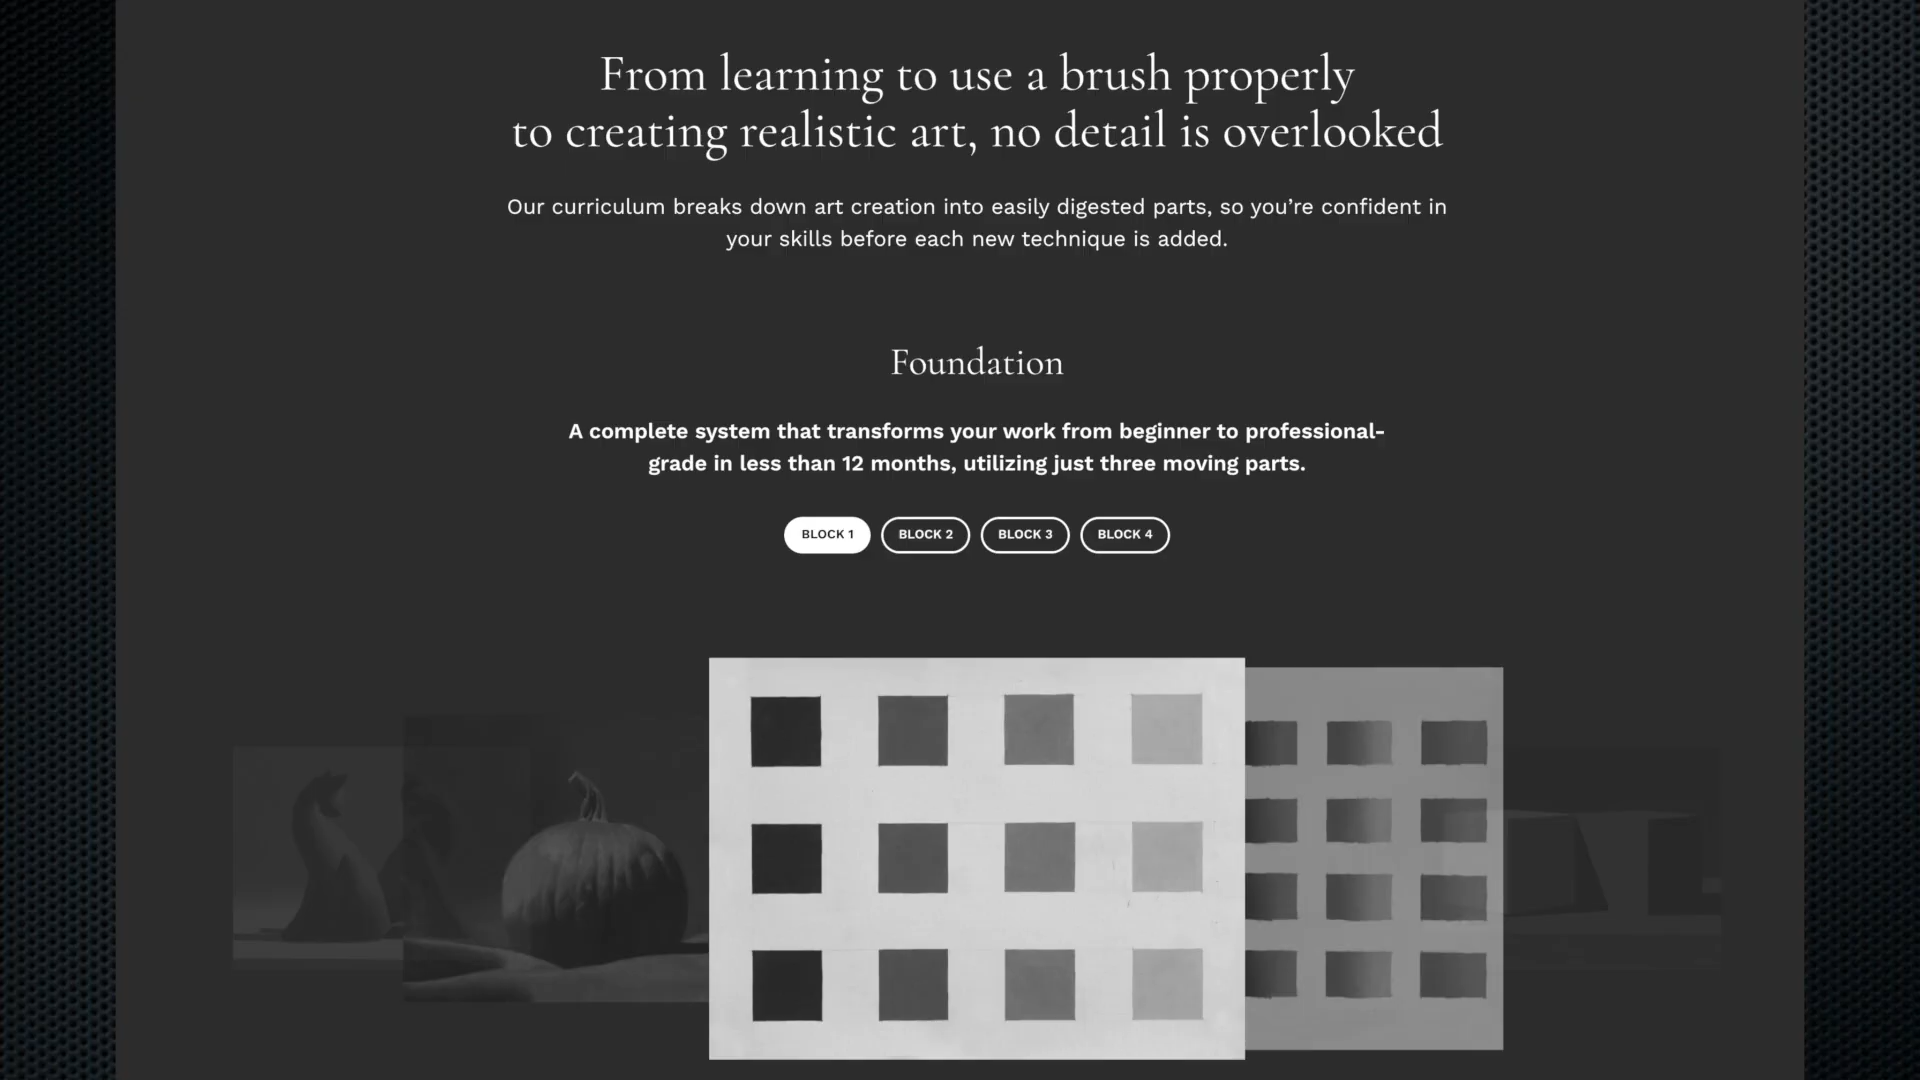 From learning to use a brush properly
to creating realistic art, no detail is overlooked
Our curriculum breaks down art creation into easily digested parts, so you’re confident in
your skills before each new technique is added.
Foundation
A complete system that transforms your work from beginner to professional-
grade in less than 12 months, utilizing just three moving parts.
BLOCK 1 BLOCK 2 BLOCK 3 BLOCK 4